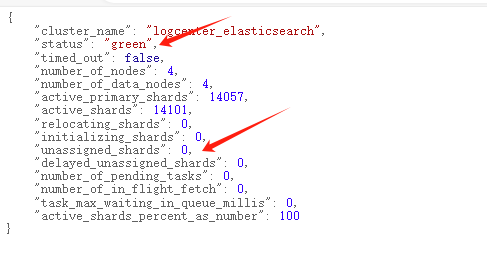 {
"cluster_name": "logcenter_elasticsearch",
"status": "green",
"timed_out": false,
"number_of_nodes": 4,
"number_of_data_nodes": 4,
"active_primary_shards": 14057,
"active_shards": 14101,
"relocating_shards": 0,
"initializing_shards": 0,
"unassigned_shards": 0,
"delayed_unassigned_shards": 0,
"number_of_pending_tasks": 0,
"number_of_in_flight_fetch": 0,
"task_max_waiting_in_queue_millis": 0,
"active_shards_percent_as_number": 100
}